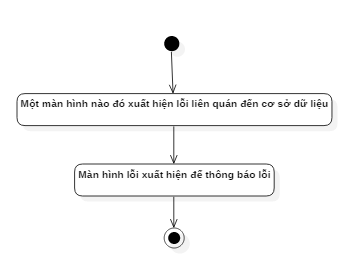 Một màn hình nào đó xuất hiện lỗi liên quán đến cơ sở dữ liệu
Màn hình lỗi xuất hiện để thông báo lỗi